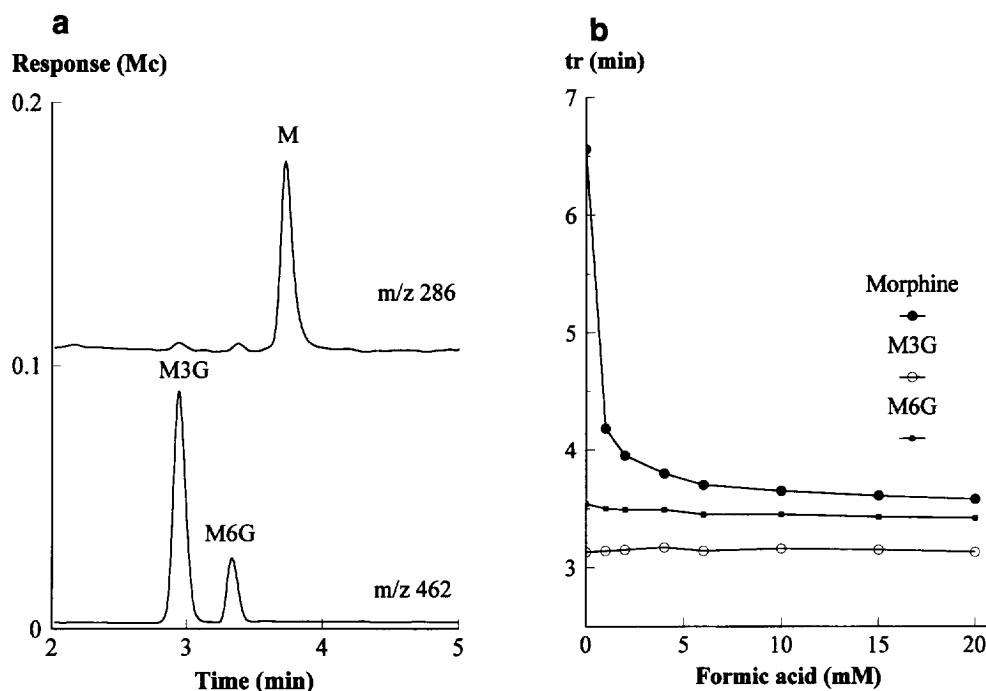 a
Response (Mc)
0.2
M
m/z 286
0.1
M3G
M6G
m/z 462
0
2
3
4
5
Time (min)
b
tr (min)
7
6
5
4
3
Morphine
M3G
M6G
0
5
10
15
20
Formic acid (mM)